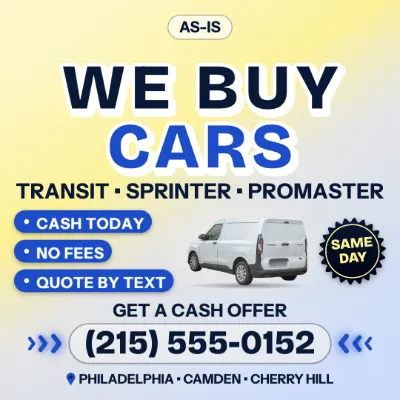 AS-IS
WE BUY
CARS
TRANSIT • SPRINTER • PROMASTER
• CASH TODAY
• NO FEES
• QUOTE BY TEXT
SAME
DAY
GET A CASH OFFER
(215) 555-0152
PHILADELPHIA • CAMDEN • CHERRY HILL